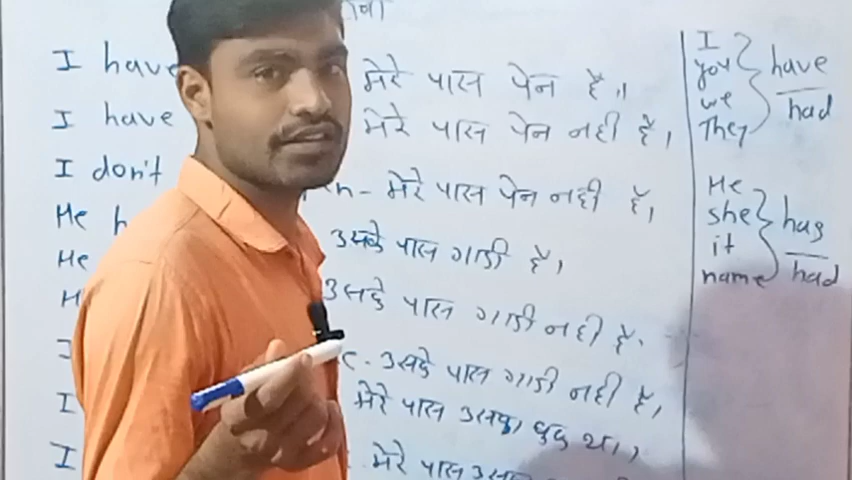 I have मेरे पास पेन है।
I have मेरे पास पेन नही है,
I don't n - मेरे पास पेन नही है,
He h उसके पास गाडी है,
He उसके पास गाडी नही है.
H - उसके पास गाडी नही है,
I मेरे पास उसका था,
I मेरे पास
I
you
we
They
have
had
He
she
it
name
has
had